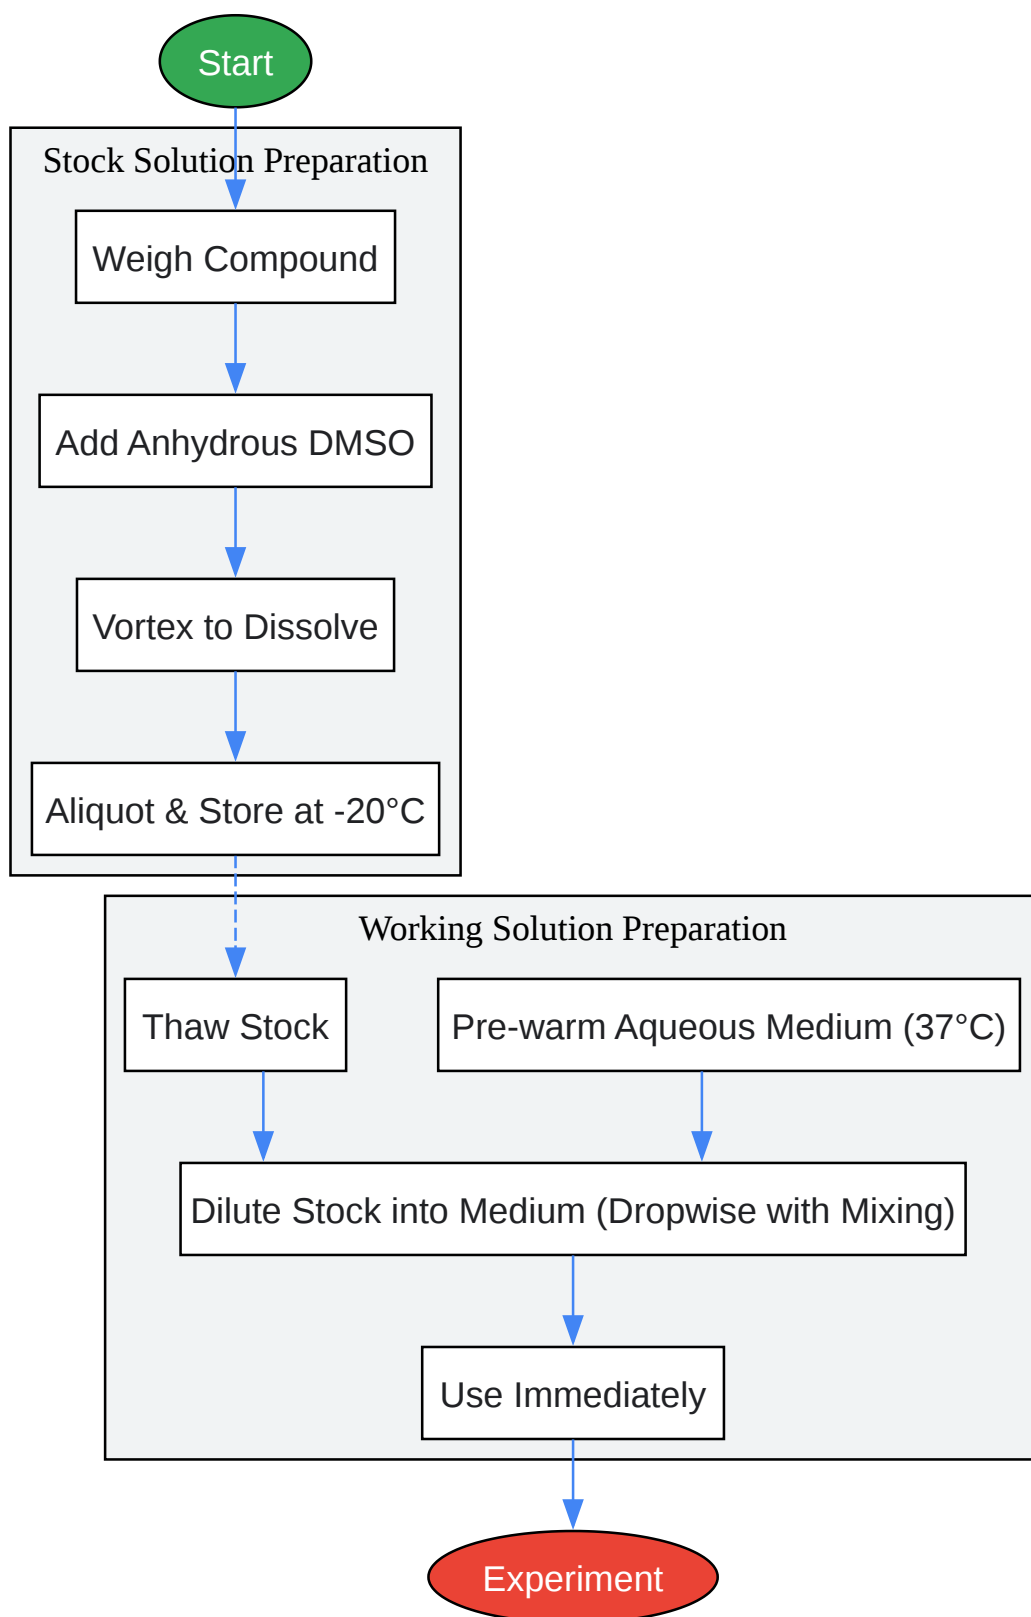 Start
Stock Solution Preparation
Weigh Compound
Add Anhydrous DMSO
Vortex to Dissolve
Aliquot & Store at -20°C
Working Solution Preparation
Thaw Stock
Pre-warm Aqueous Medium (37°C)
Dilute Stock into Medium (Dropwise with Mixing)
Use Immediately
Experiment